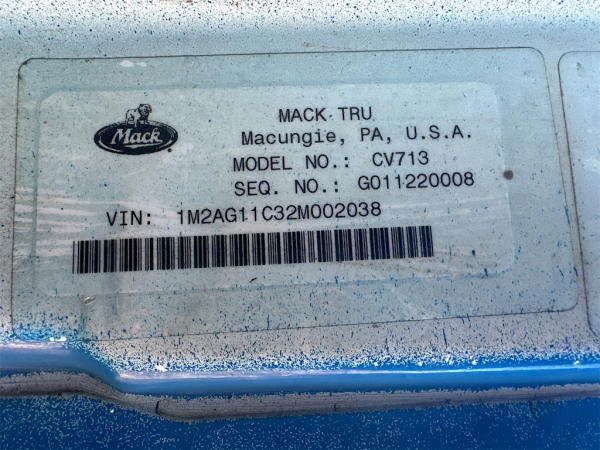 Mack
MACK TRU
Macungie, PA, U.S.A.
MODEL NO.: CV713
SEQ. NO.: G011220008
VIN: 1M2AG11C32M002038